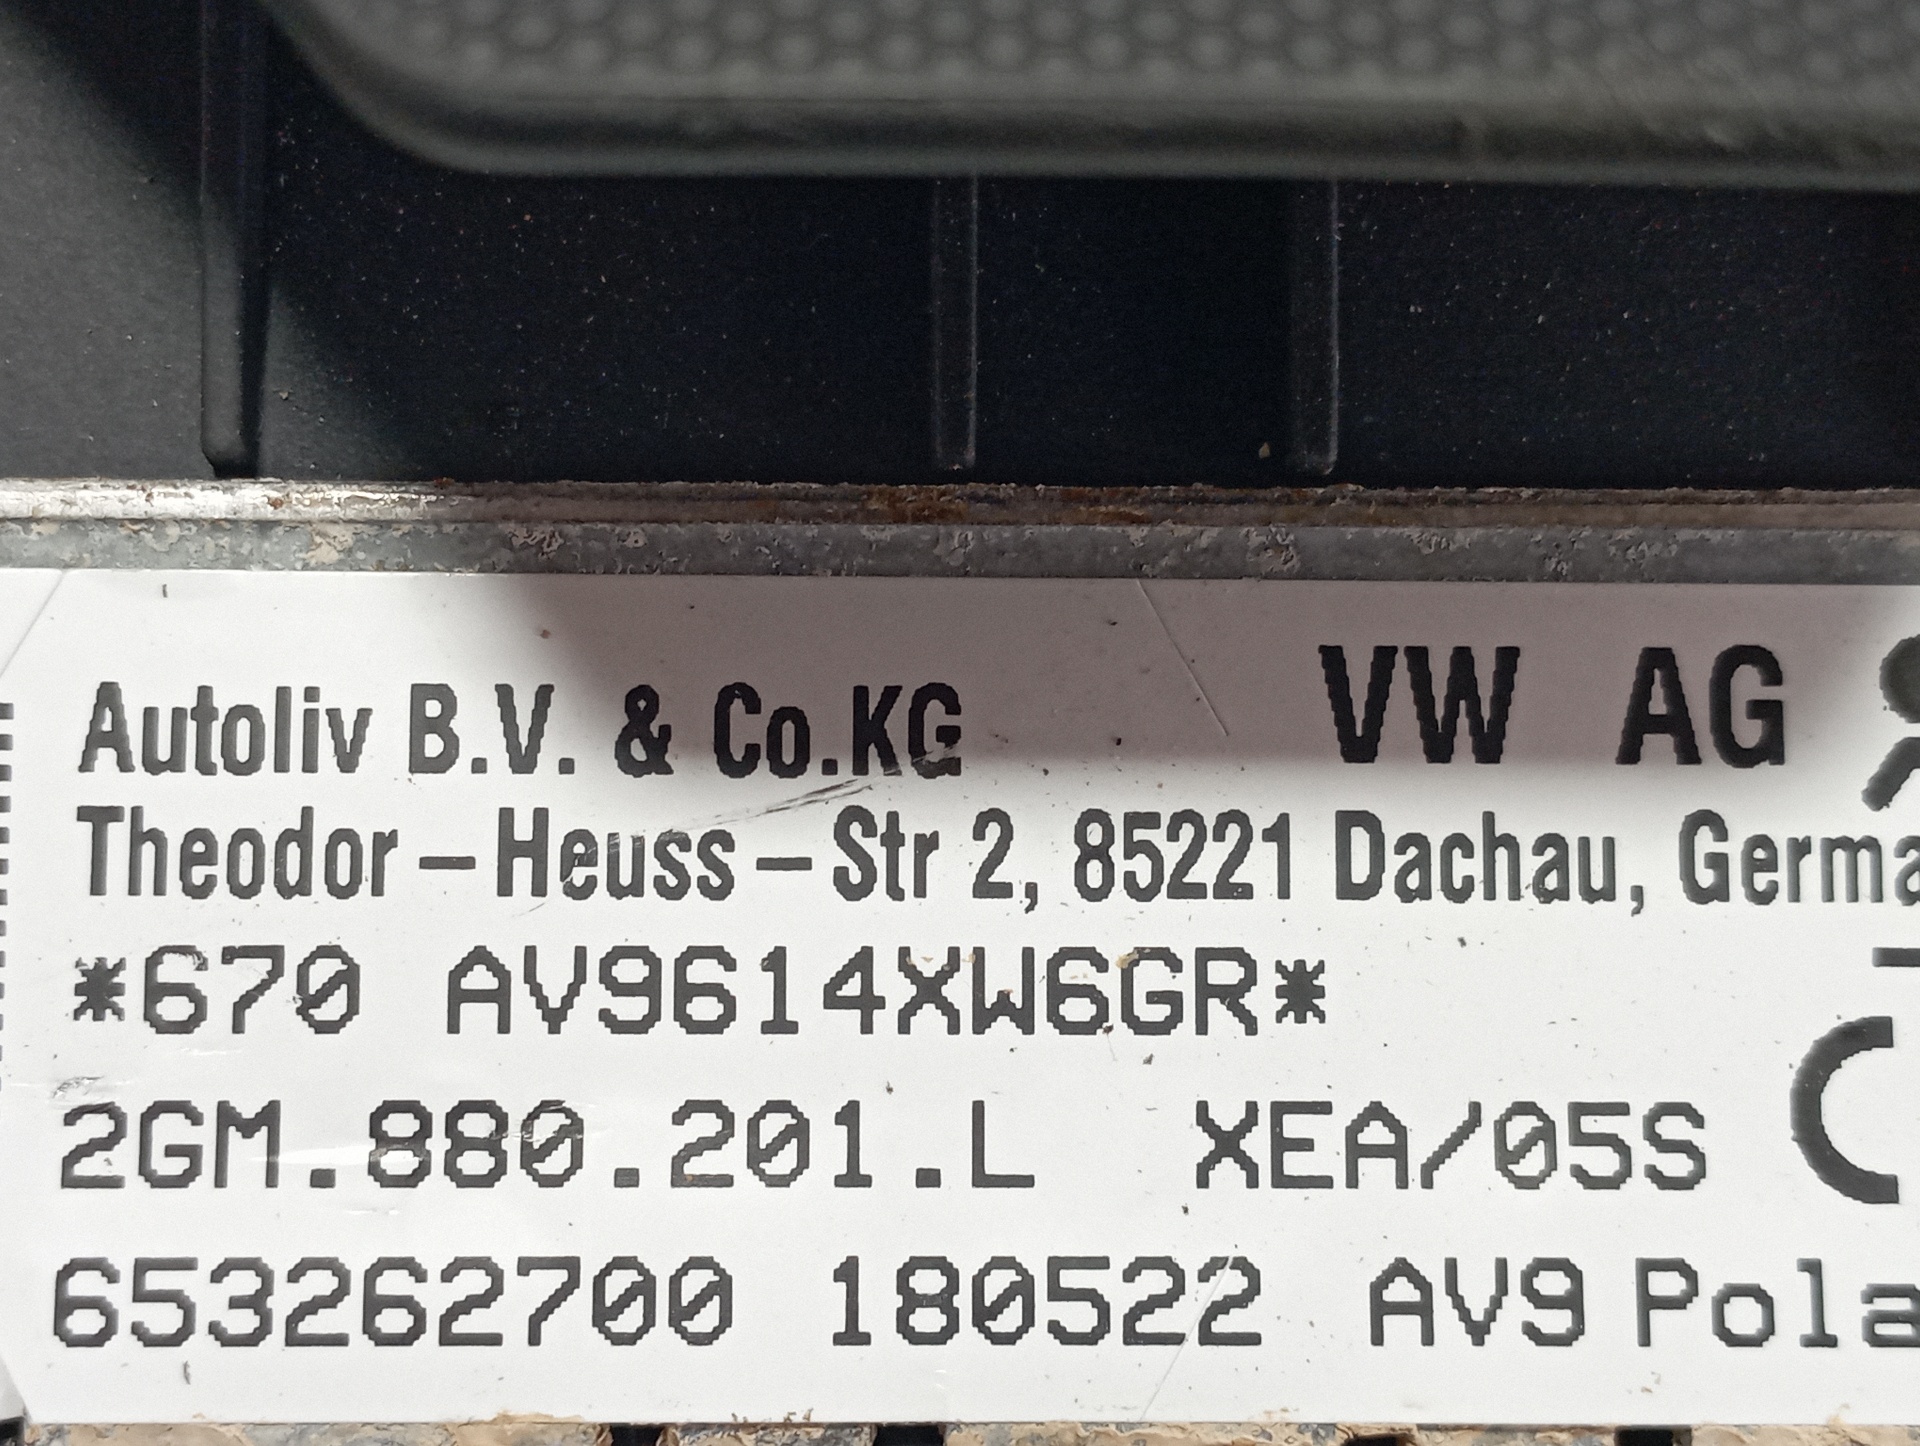 Autoliv B.V. & Co.KG VW AG
Theodor-Heuss-Str 2, 85221 Dachau, Germa
*670 AV9614XW6GR*
2GM.880.201.L XEA/05S
653262700 180522 AV9 Pola